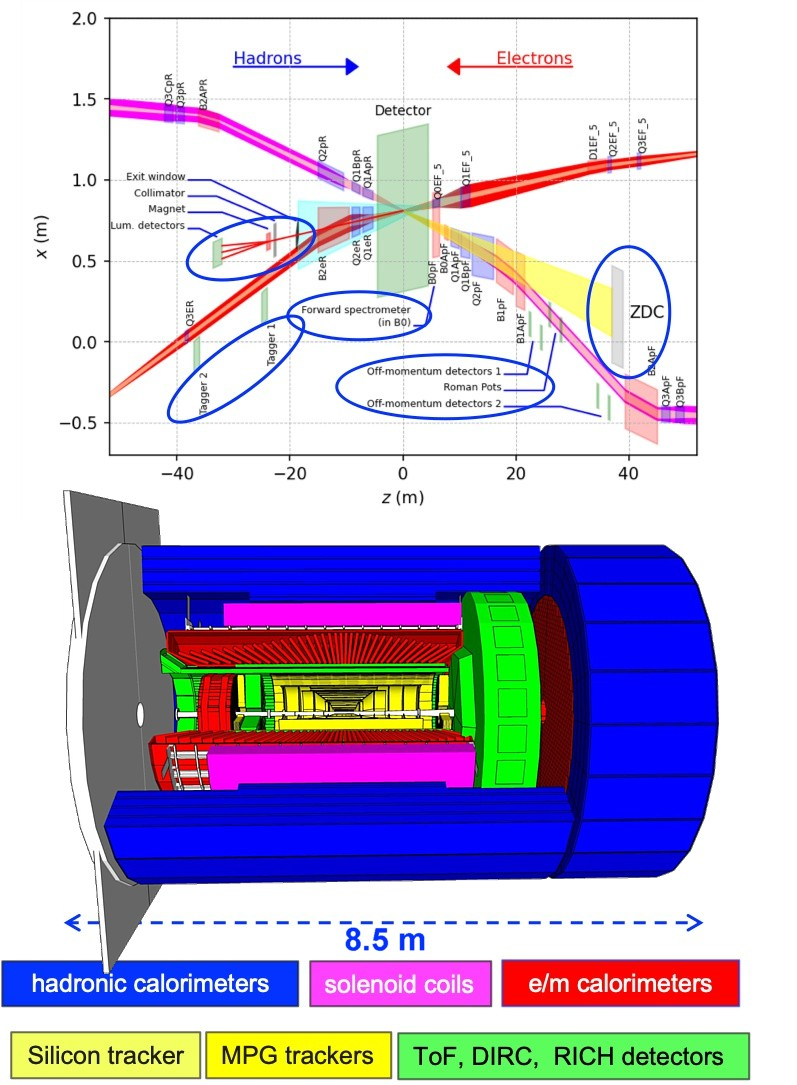 2.0
1.5
1.0
0.5
0.0
−0.5
x (m)
Hadrons
Electrons
Detector
Q3CpR
Q3pR
B2APR
Q2pR
Q1BpR
Q1ApR
Q0EF_5
Q1EF_5
D1EF_5
Q2EF_5
Q3EF_5
Exit window
Collimator
Magnet
Lum. detectors
B2eR
Q2eR
Q1eR
B0pF
B0ApF
Q1ApF
Q1BpF
Q2pF
B1pF
B1ApF
ZDC
Q3ER
Tagger 1
Tagger 2
Forward spectrometer
(in B0)
Off-momentum detectors 1
Roman Pots
Off-momentum detectors 2
B2ApF
Q3ApF
Q3BpF
−40
−20
0
20
40
z (m)
8.5 m
hadronic calorimeters
solenoid coils
e/m calorimeters
Silicon tracker
MPG trackers
ToF, DIRC, RICH detectors